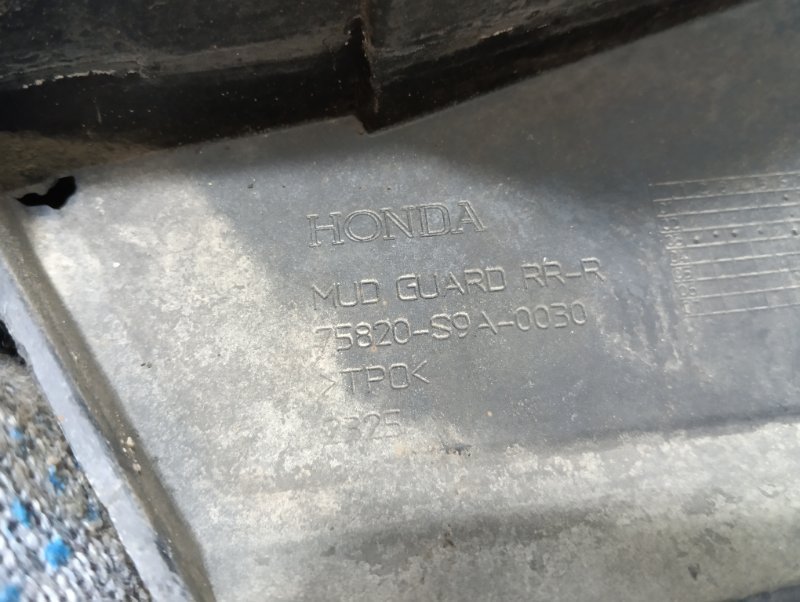 HONDA
MUD GUARD RR-R
75820-S9A-0030
>TPO<